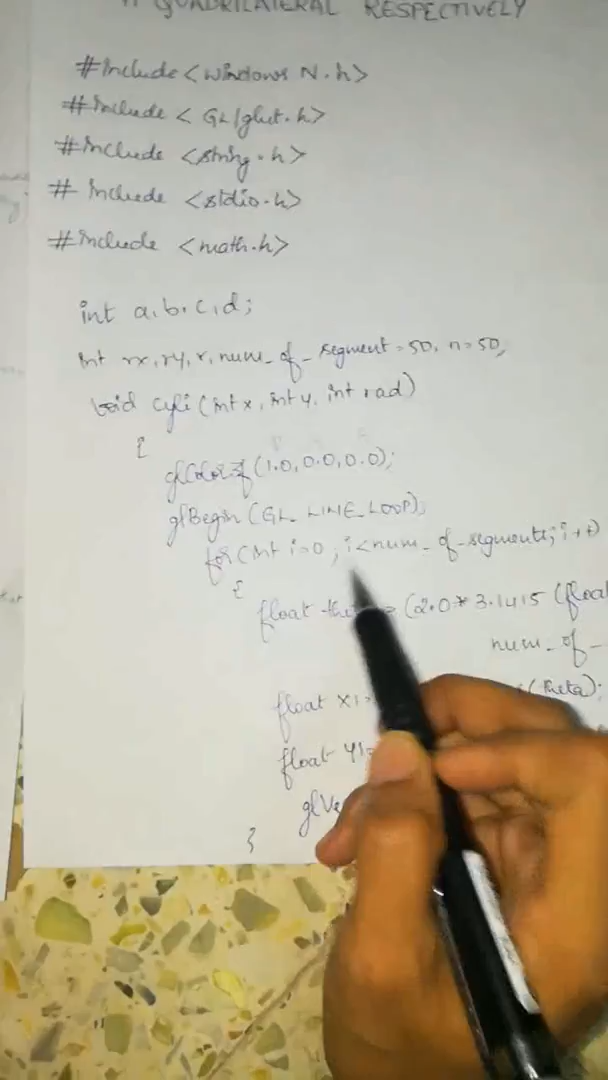 A QUADRILATERAL RESPECTIVELY
#include <windows N.h>
#include < GL/glut.h>
#include <string.h>
# include <stdio.h>
#include <math.h>
int a,b,c,d;
int rx,ry,r,num_of_segment=50, n=50;
void cyli (int x, int y, int rad)
{
glColor3f (1.0,0.0,0.0);
glBegin (GL_LINE_LOOP);
for (int i=0; i<num_of_segments; i++)
{
float = (2.0 * 3.1415 (float
num_of_
float x1= (theta);
float y1=
}